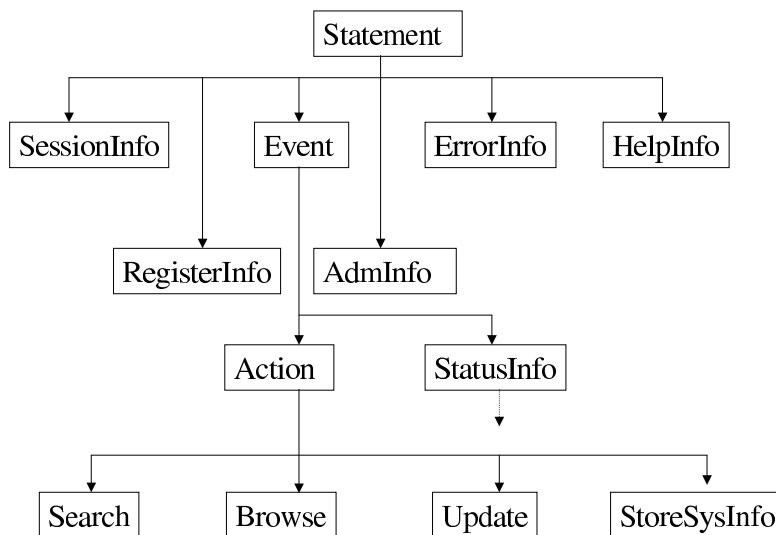 Statement
SessionInfo
Event
ErrorInfo
HelpInfo
RegisterInfo
AdmInfo
Action
StatusInfo
Search
Browse
Update
StoreSysInfo